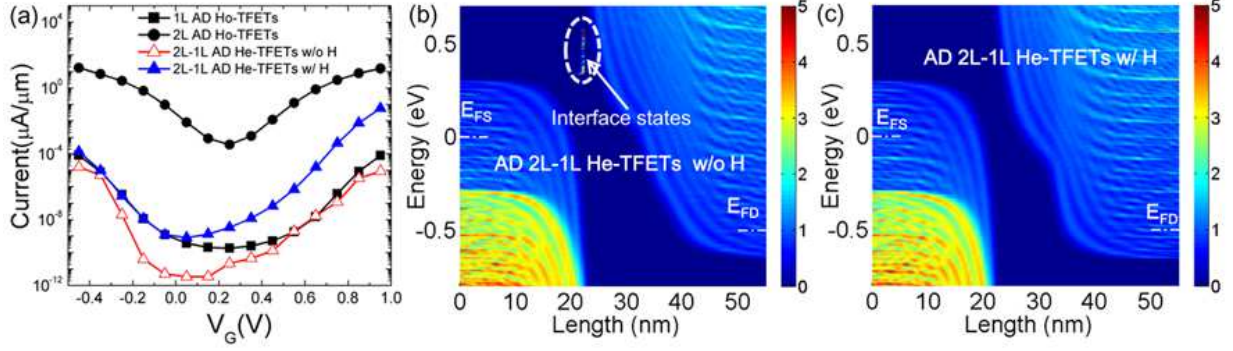 (a)
1L AD Ho-TFETs
2L AD Ho-TFETs
2L-1L AD He-TFETs w/o H
2L-1L AD He-TFETs w/ H
Current(μA/μm)
10⁴
10⁰
10⁻⁴
10⁻⁸
10⁻¹²
-0.4 -0.2 0.0 0.2 0.4 0.6 0.8 1.0
V_G(V)
(b)
Energy (eV)
0.5
0
-0.5
E_FS
Interface states
AD 2L-1L He-TFETs w/o H
E_FD
0 10 20 30 40 50
Length (nm)
5
4
3
2
1
0
(c)
Energy (eV)
0.5
0
-0.5
AD 2L-1L He-TFETs w/ H
E_FS
E_FD
0 10 20 30 40 50
Length (nm)
5
4
3
2
1
0